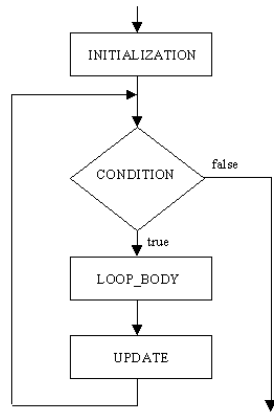 INITIALIZATION
false
CONDITION
true
LOOP_BODY
UPDATE